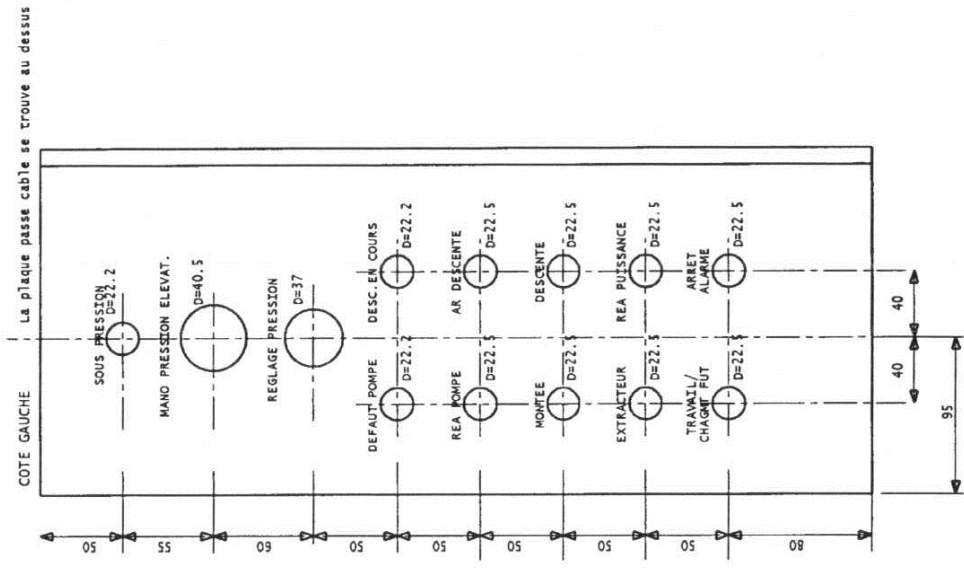 COTE GAUCHE
La plaque passe cable se trouve au dessus
SOUS PRESSION
D=22.2
MANO PRESSION ELEVAT.
D=40.5
REGLAGE PRESSION
D=37
DEFAUT POMPE
D=22.2
DESC.EN COURS
D=22.2
REA POMPE
D=22.5
AR DESCENTE
D=22.5
MONTEE
D=22.5
DESCENTE
D=22.5
EXTRACTEUR
D=22.5
REA PUISSANCE
D=22.5
TRAVAIL/
CHAGMT FUT
D=22.5
ARRET
ALARME
D=22.5
50
55
60
50
50
50
50
50
80
40
40
95